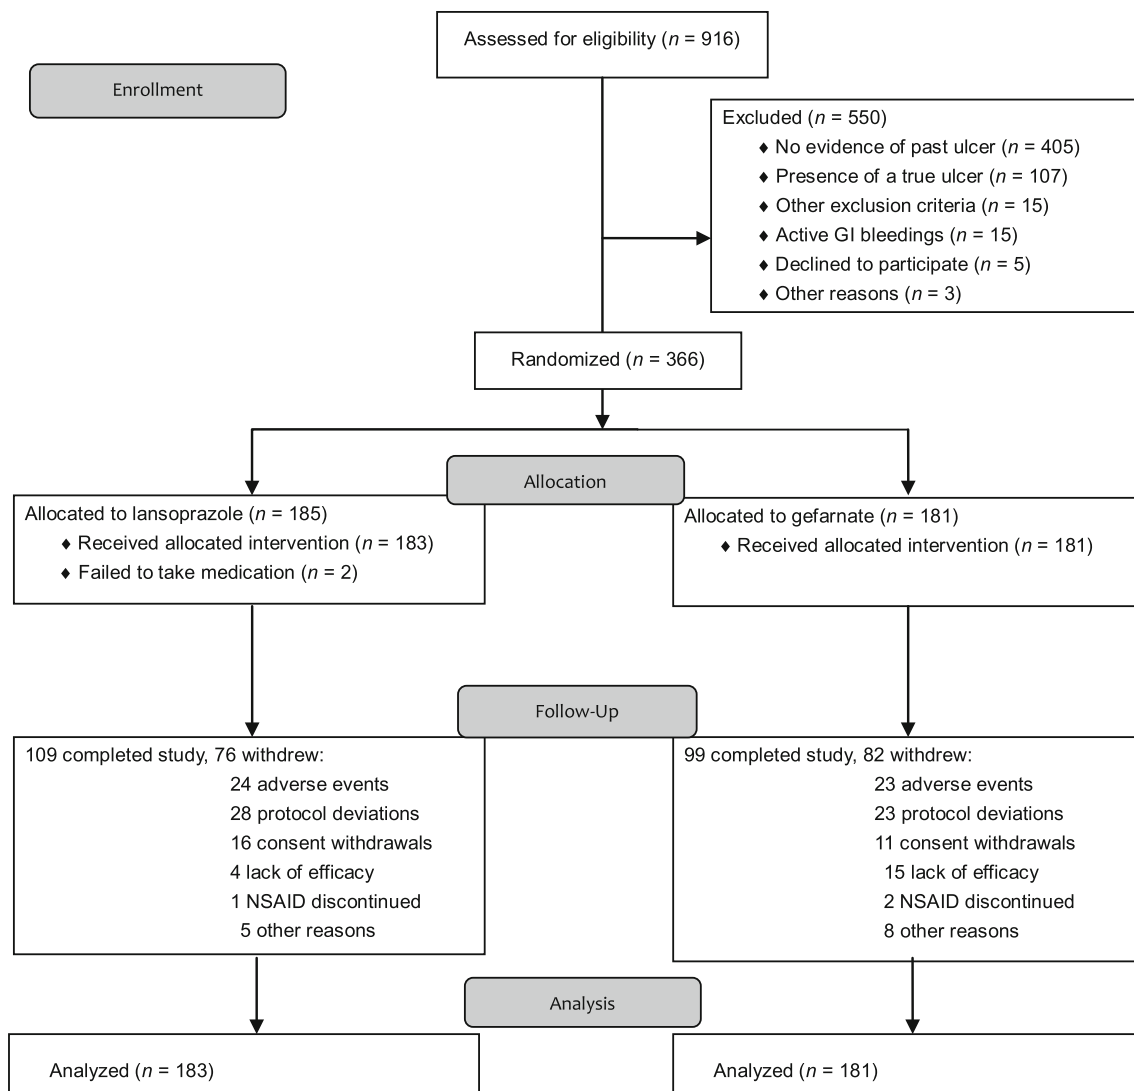 Assessed for eligibility (n = 916)
Enrollment
Excluded (n = 550)
♦ No evidence of past ulcer (n = 405)
♦ Presence of a true ulcer (n = 107)
♦ Other exclusion criteria (n = 15)
♦ Active GI bleedings (n = 15)
♦ Declined to participate (n = 5)
♦ Other reasons (n = 3)
Randomized (n = 366)
Allocation
Allocated to lansoprazole (n = 185)
♦ Received allocated intervention (n = 183)
♦ Failed to take medication (n = 2)
Allocated to gefarnate (n = 181)
♦ Received allocated intervention (n = 181)
Follow-Up
109 completed study, 76 withdrew:
24 adverse events
28 protocol deviations
16 consent withdrawals
4 lack of efficacy
1 NSAID discontinued
5 other reasons
99 completed study, 82 withdrew:
23 adverse events
23 protocol deviations
11 consent withdrawals
15 lack of efficacy
2 NSAID discontinued
8 other reasons
Analysis
Analyzed (n = 183)
Analyzed (n = 181)